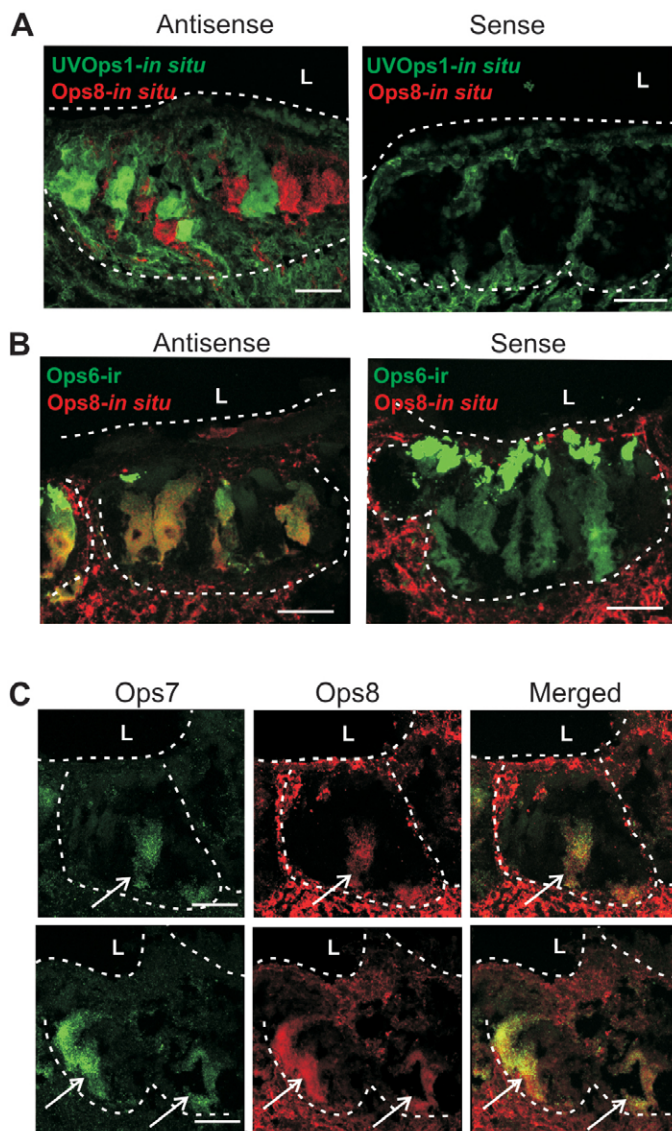 A
Antisense
Sense
UVOps1-in situ
Ops8-in situ
L
UVOps1-in situ
Ops8-in situ
L
B
Antisense
Sense
Ops6-ir
Ops8-in situ
L
Ops6-ir
Ops8-in situ
L
C
Ops7
Ops8
Merged
L
L
L
L
L
L